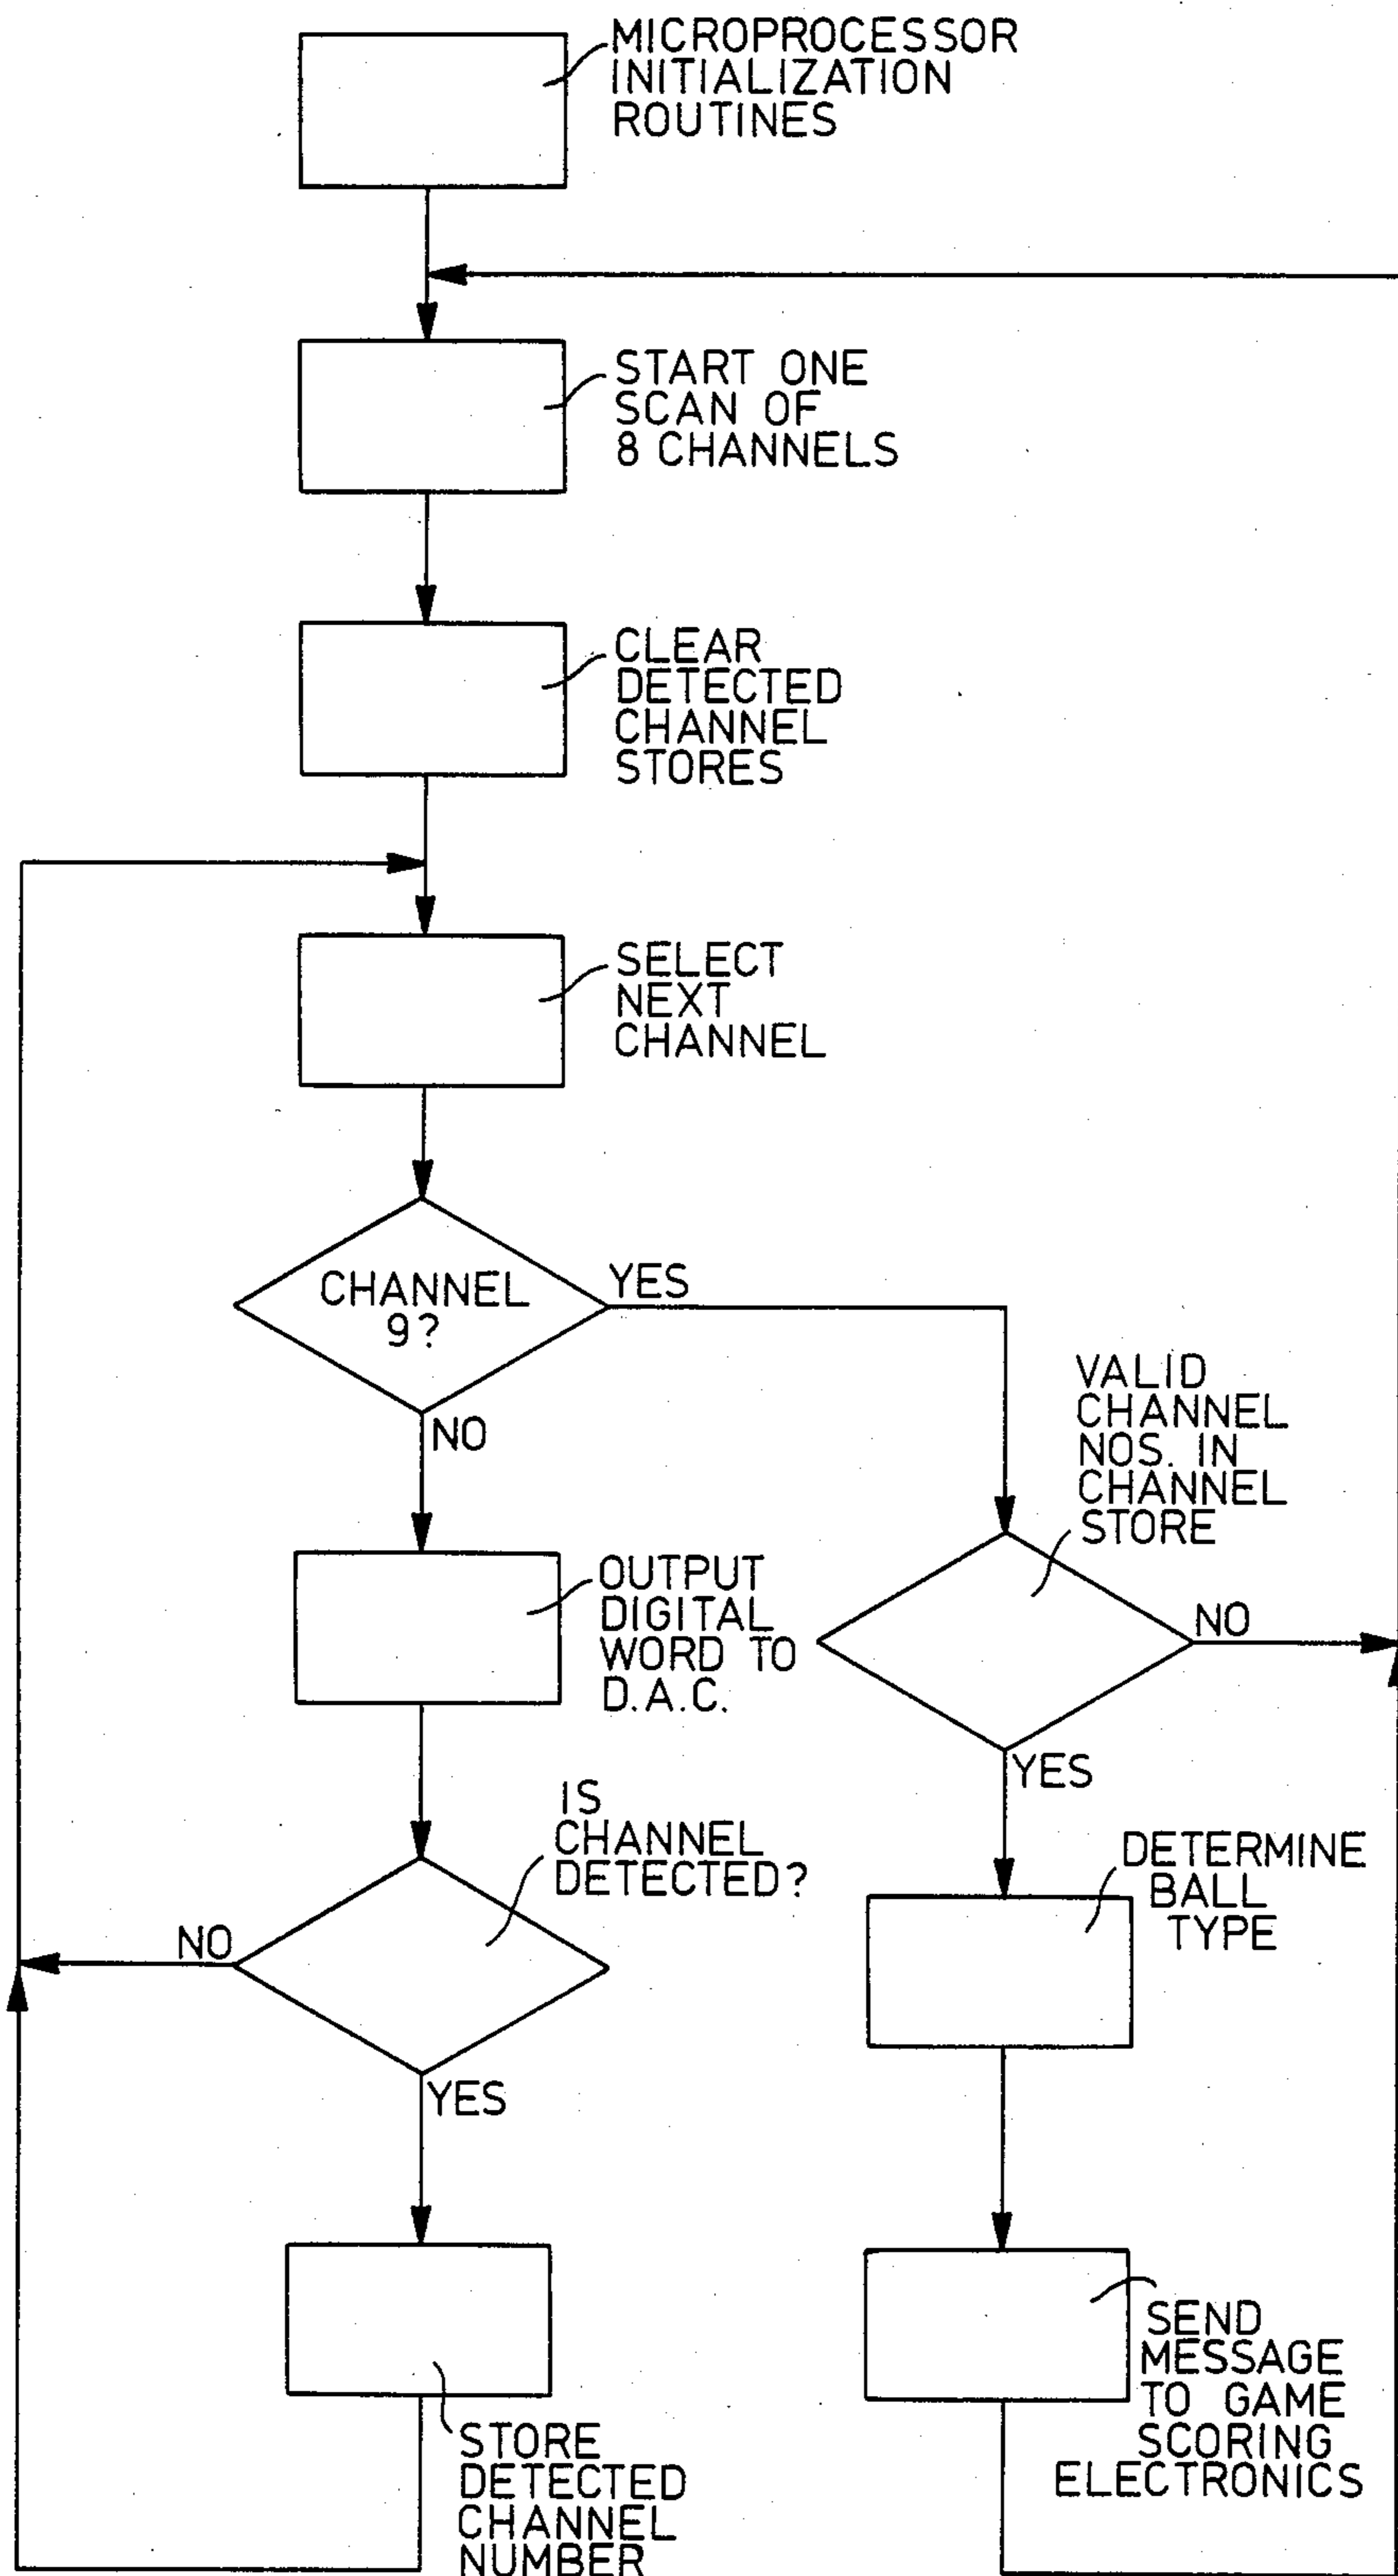 MICROPROCESSOR
INITIALIZATION
ROUTINES
START ONE
SCAN OF
8 CHANNELS
CLEAR
DETECTED
CHANNEL
STORES
SELECT
NEXT
CHANNEL
CHANNEL
9?
YES
NO
VALID
CHANNEL
NOS. IN
CHANNEL
STORE
NO
YES
OUTPUT
DIGITAL
WORD TO
D.A.C.
IS
CHANNEL
DETECTED?
NO
YES
DETERMINE
BALL
TYPE
STORE
DETECTED
CHANNEL
NUMBER
SEND
MESSAGE
TO GAME
SCORING
ELECTRONICS